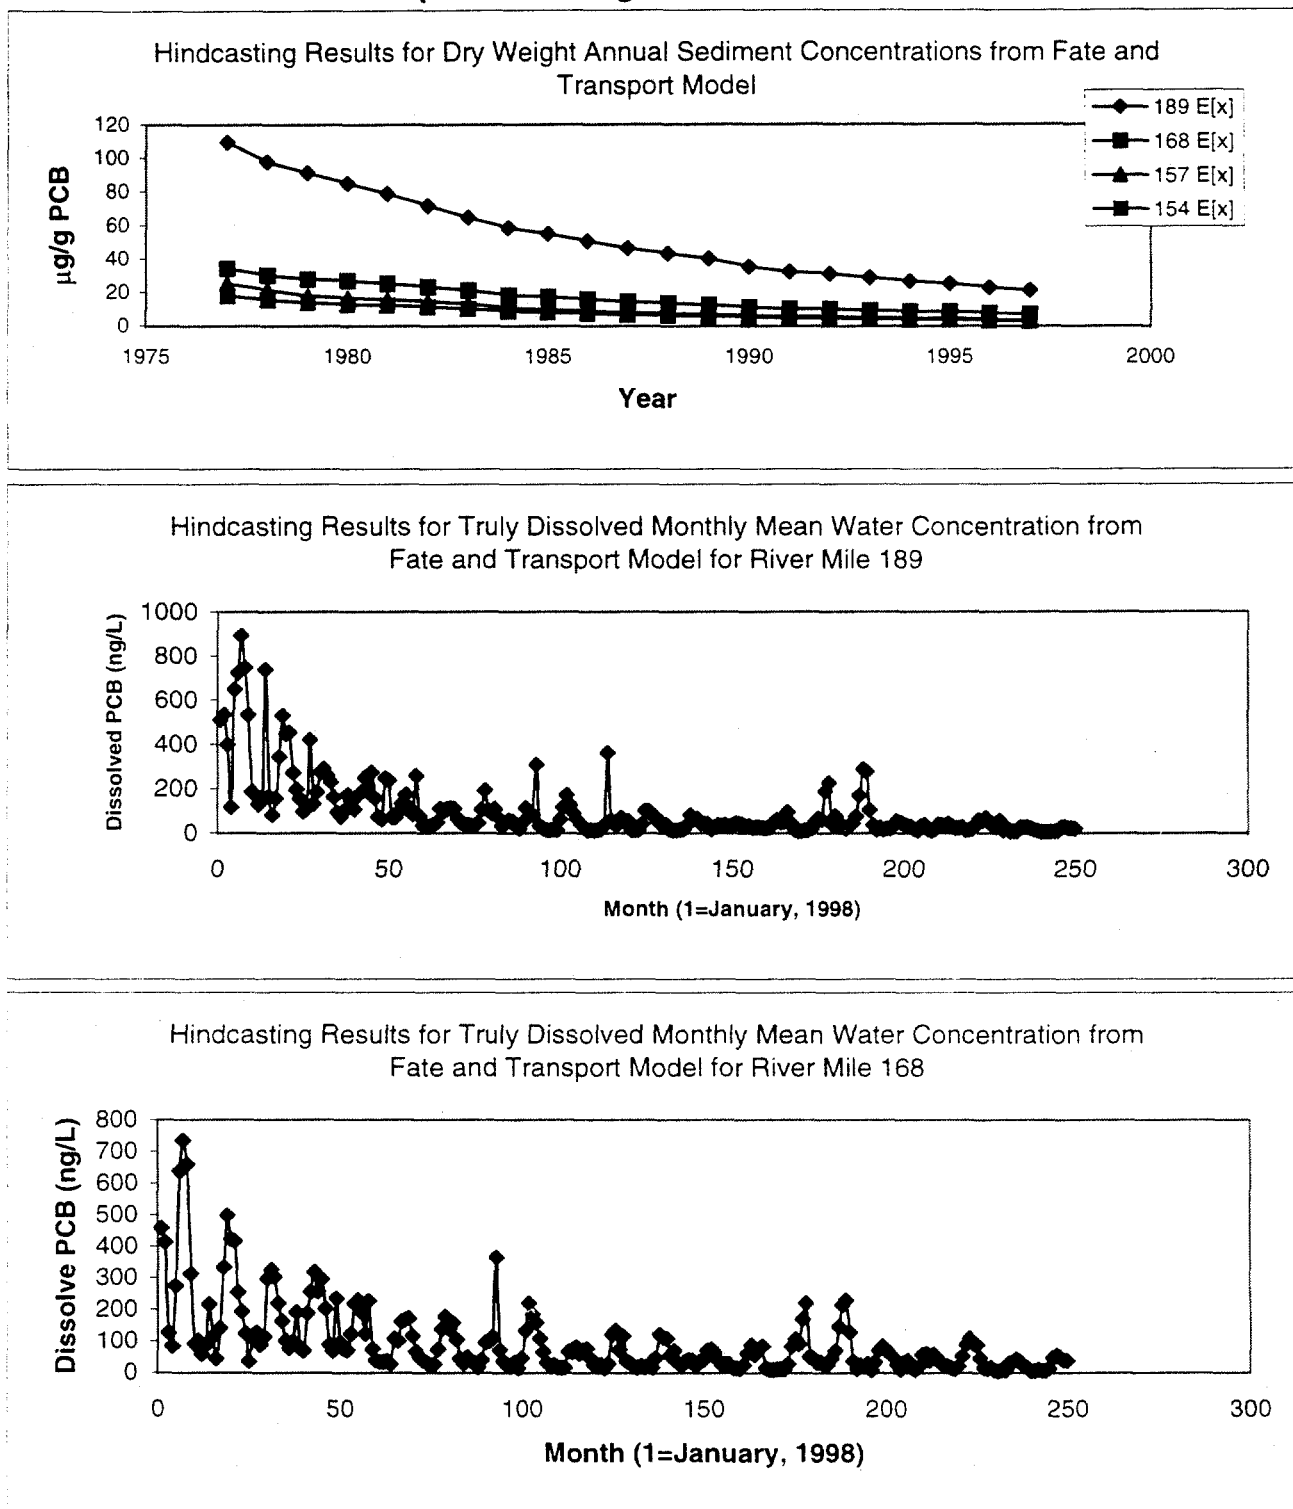 Hindcasting Results for Dry Weight Annual Sediment Concentrations from Fate and
Transport Model
189 E[x]
168 E[x]
157 E[x]
154 E[x]
µg/g PCB
120
100
80
60
40
20
0
1975
1980
1985
1990
1995
2000
Year
Hindcasting Results for Truly Dissolved Monthly Mean Water Concentration from
Fate and Transport Model for River Mile 189
Dissolved PCB (ng/L)
1000
800
600
400
200
0
0
50
100
150
200
250
300
Month (1=January, 1998)
Hindcasting Results for Truly Dissolved Monthly Mean Water Concentration from
Fate and Transport Model for River Mile 168
Dissolve PCB (ng/L)
800
700
600
500
400
300
200
100
0
0
50
100
150
200
250
300
Month (1=January, 1998)